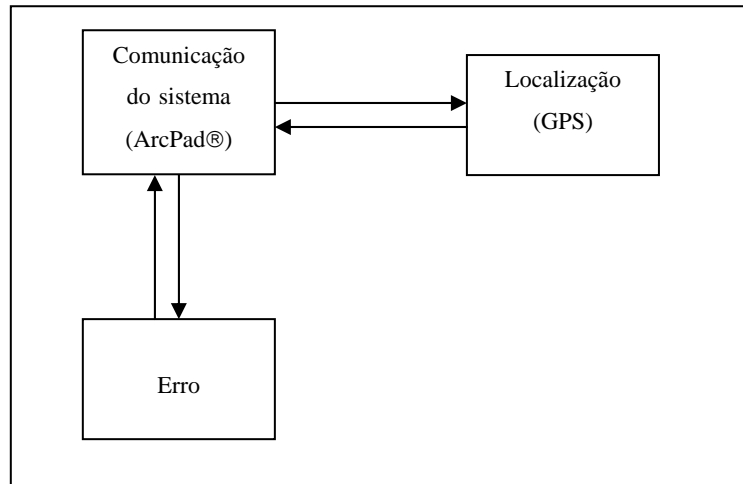 Comunicação
do sistema
(ArcPad®)
Localização
(GPS)
Erro